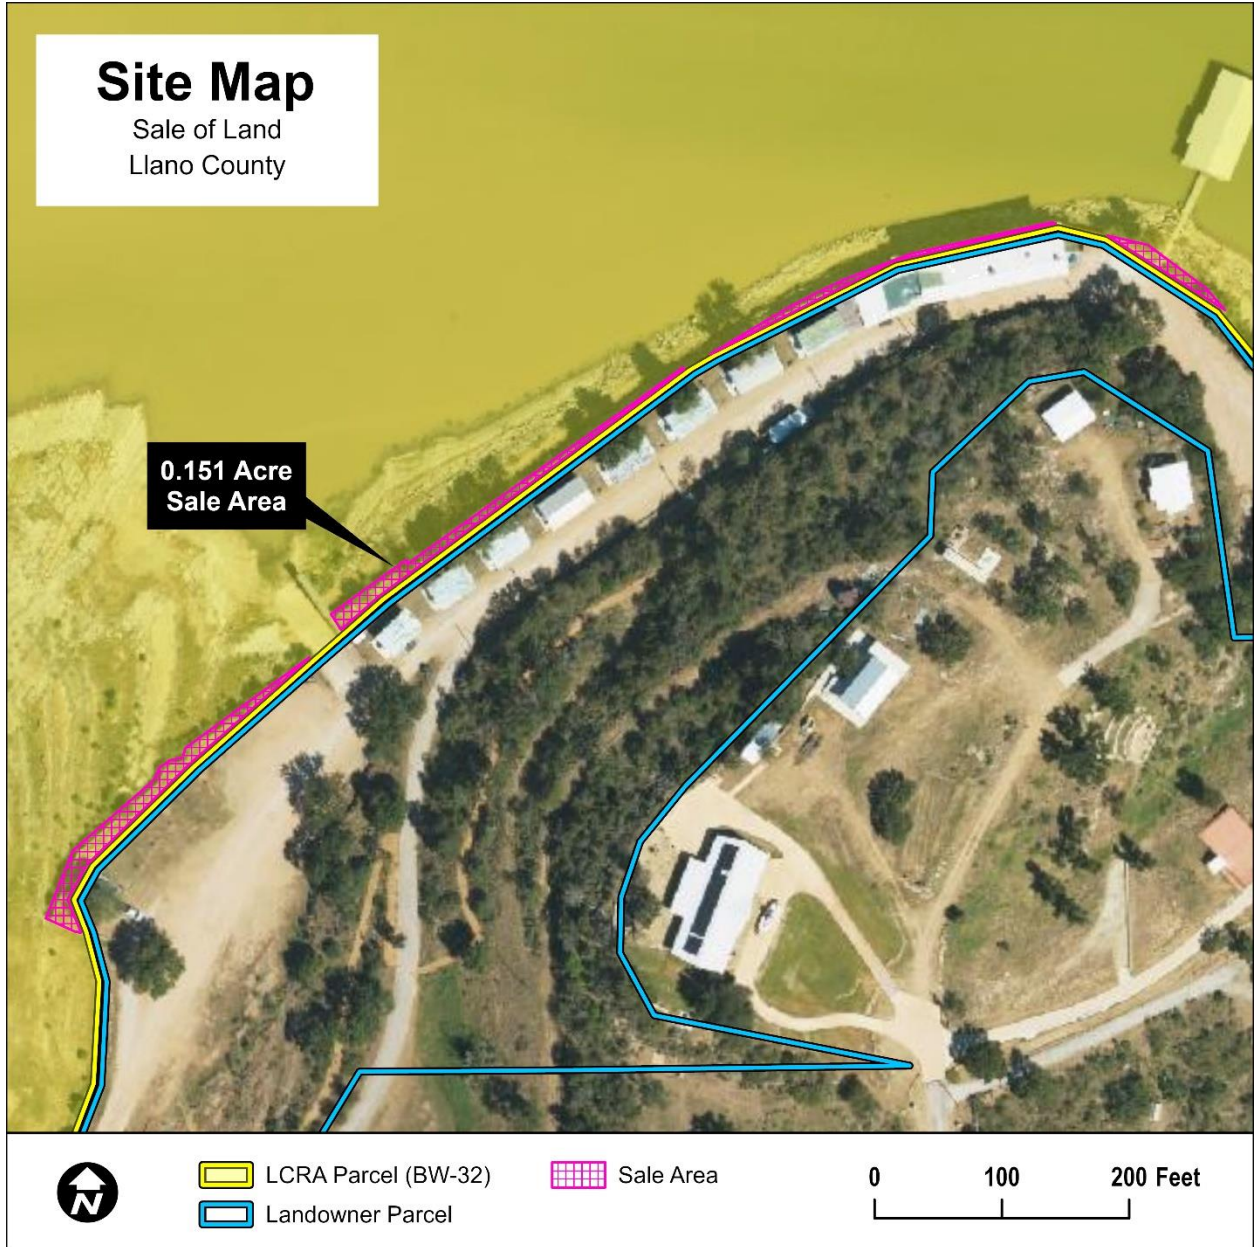 Site Map
Sale of Land
Llano County
0.151 Acre
Sale Area
N
LCRA Parcel (BW-32)
Landowner Parcel
Sale Area
0 100 200 Feet